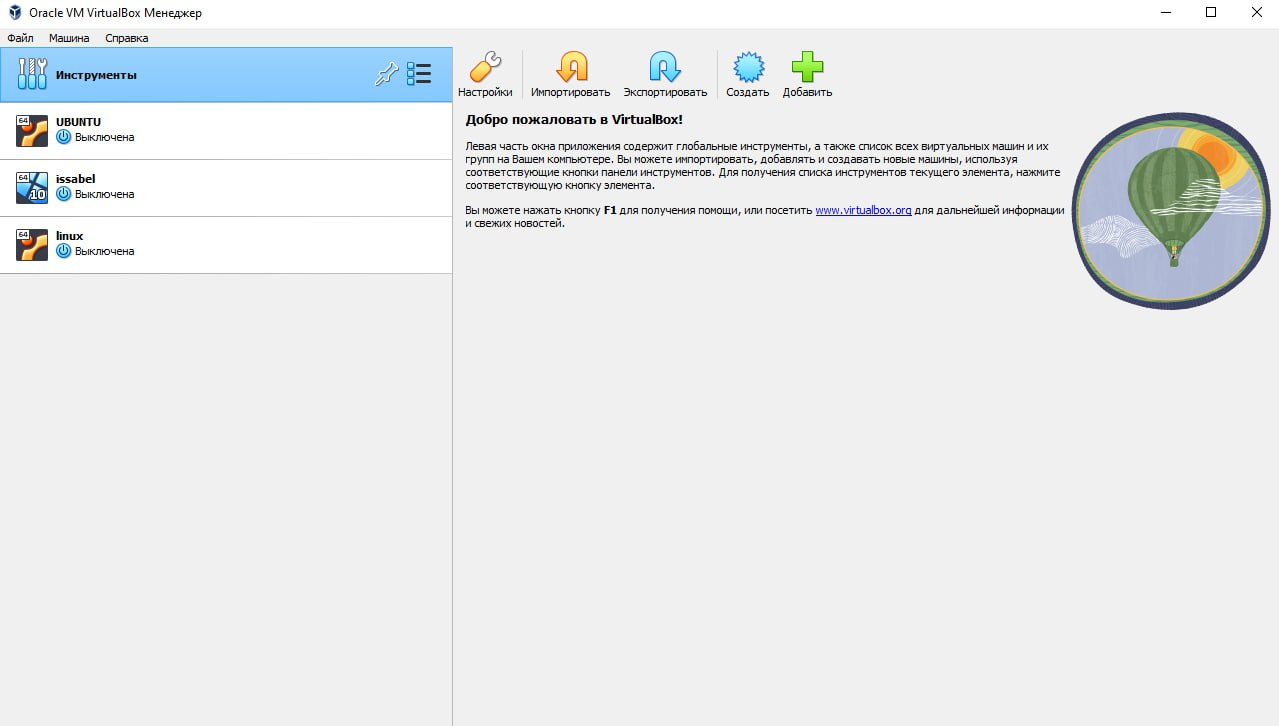 Oracle VM VirtualBox Менеджер
Файл Машина Справка
Инструменты
Настройки Импортировать Экспортировать Создать Добавить
64
UBUNTU
Выключена
64
10
issabel
Выключена
64
linux
Выключена
Добро пожаловать в VirtualBox!
Левая часть окна приложения содержит глобальные инструменты, а также список всех виртуальных машин и их
групп на Вашем компьютере. Вы можете импортировать, добавлять и создавать новые машины, используя
соответствующие кнопки панели инструментов. Для получения списка инструментов текущего элемента, нажмите
соответствующую кнопку элемента.
Вы можете нажать кнопку F1 для получения помощи, или посетить www.virtualbox.org для дальнейшей информации
и свежих новостей.